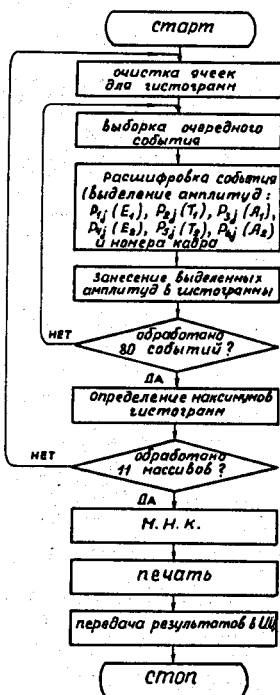 старт
очистка ячеек
для гистограмм
выборка очередного
события
Расшифровка события
(выделение амплитуд:
P₁ⱼ (E₁), P₂ⱼ (T₁), P₃ⱼ (A₁),
P₄ⱼ (E₂), P₅ⱼ (T₂), P₆ⱼ (A₂)
и номера кадра
Занесение выделенных
амплитуд в гистограммы
обработано
80 событий?
НЕТ
ДА
Определение максимумов
гистограмм
обработано
11 массивов?
НЕТ
ДА
М.Н.К.
печать
передача результатов в
стоп